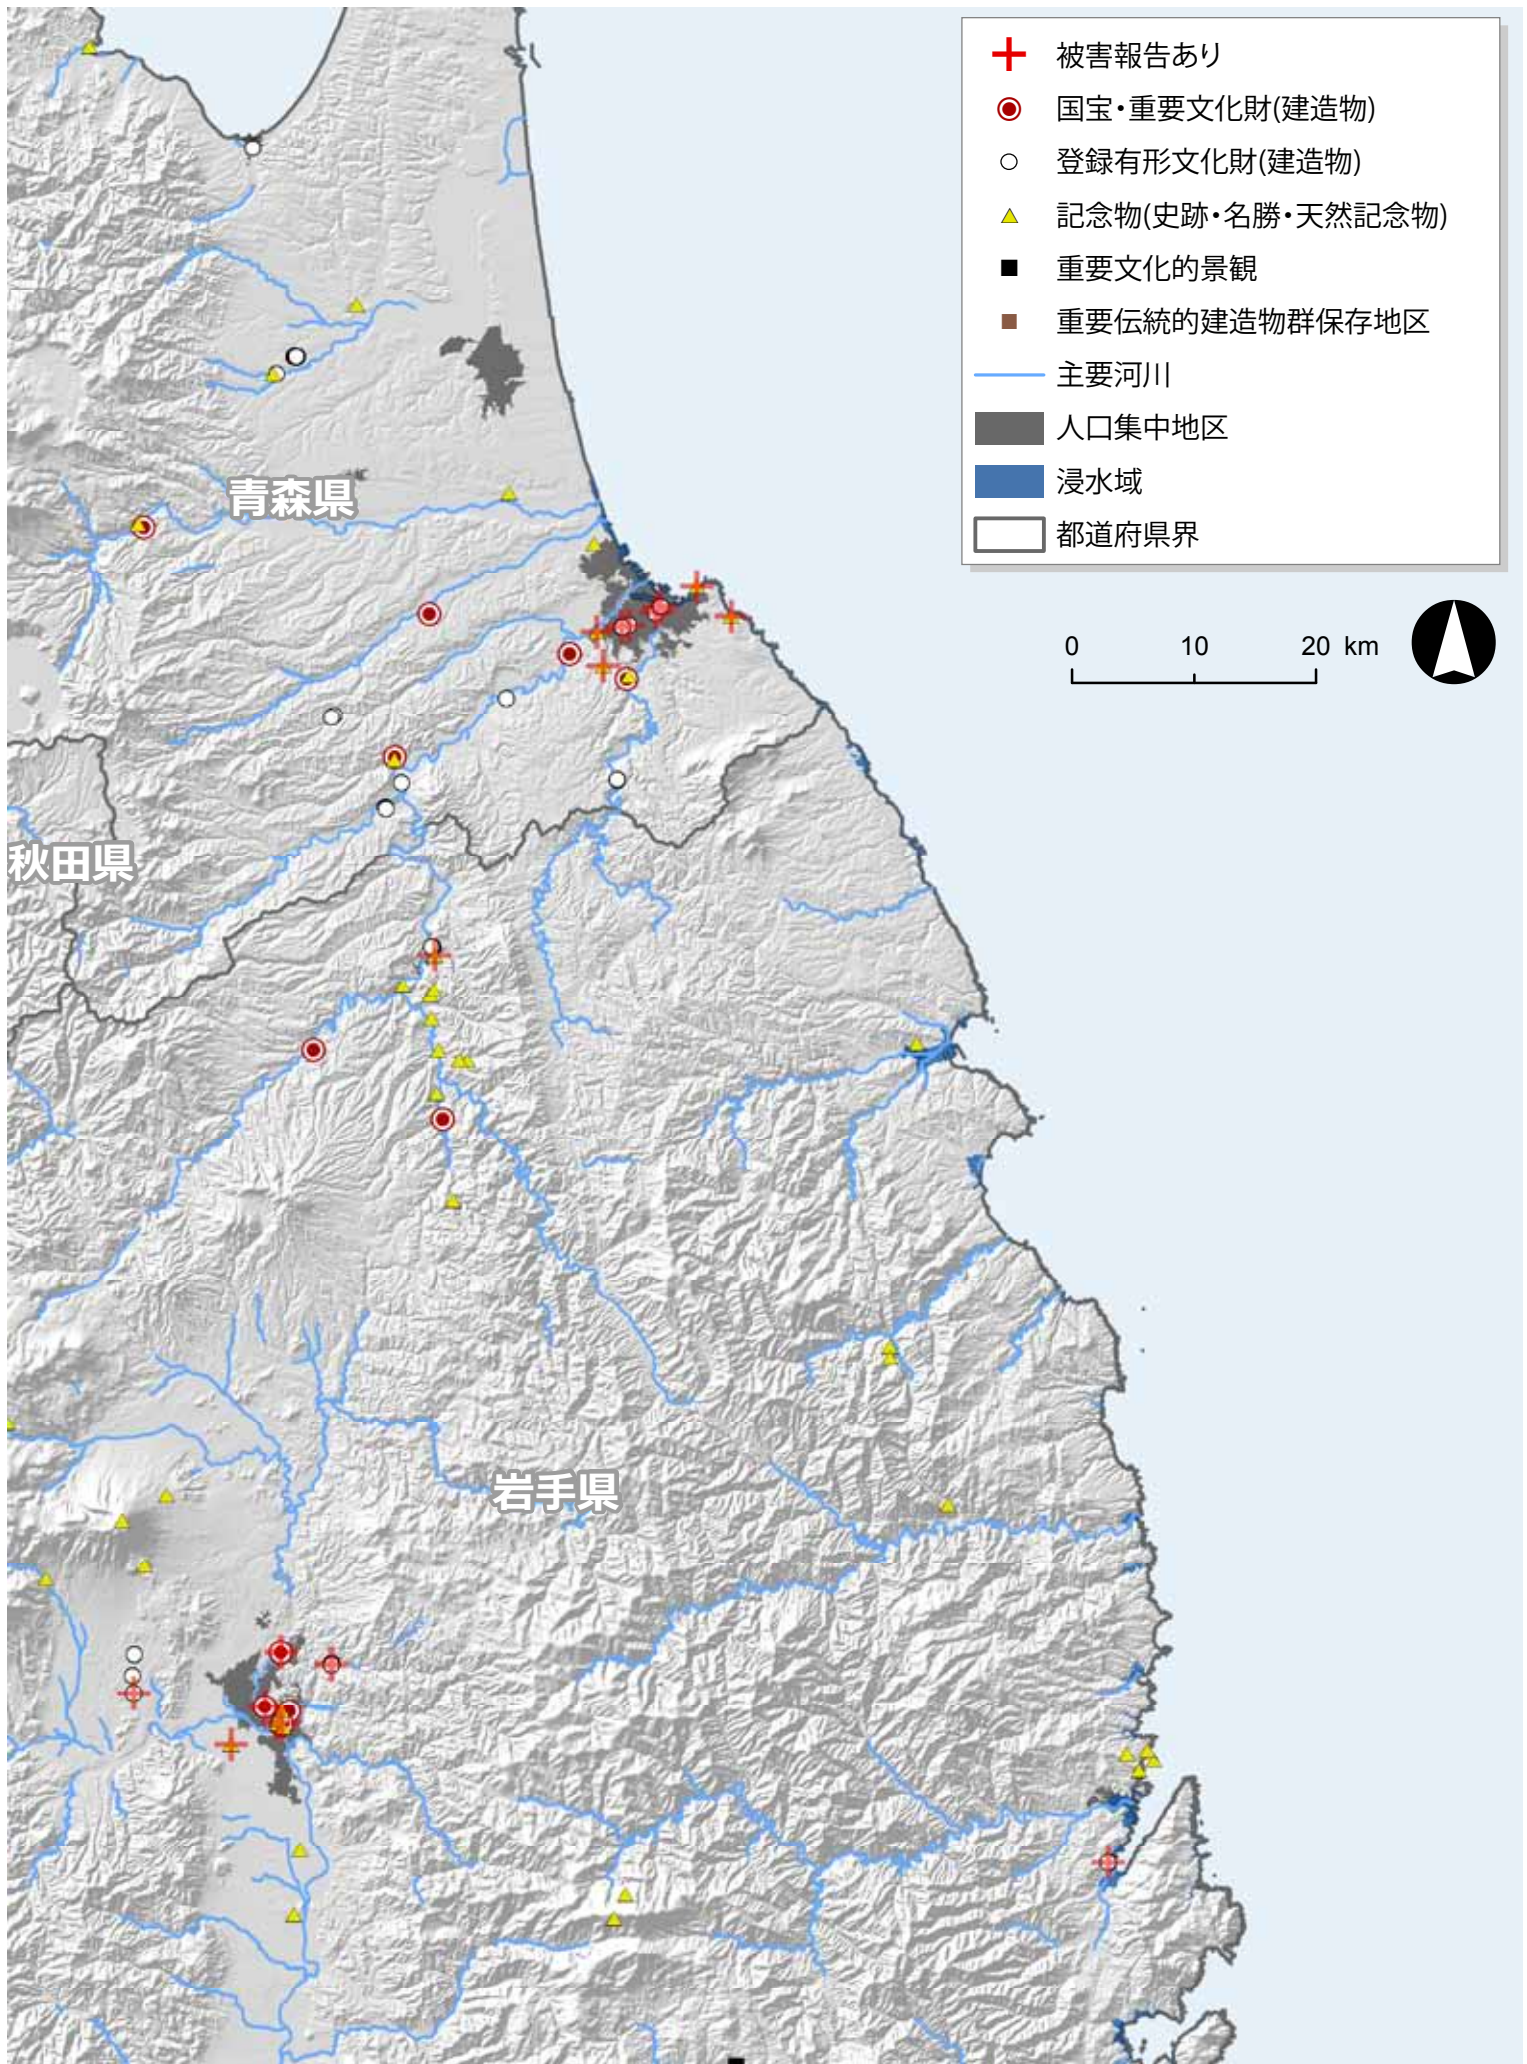 被害報告あり
国宝・重要文化財(建造物)
登録有形文化財(建造物)
記念物(史跡・名勝・天然記念物)
重要文化的景観
重要伝統的建造物群保存地区
主要河川
人口集中地区
浸水域
都道府県界
0 10 20 km
青森県
秋田県
岩手県